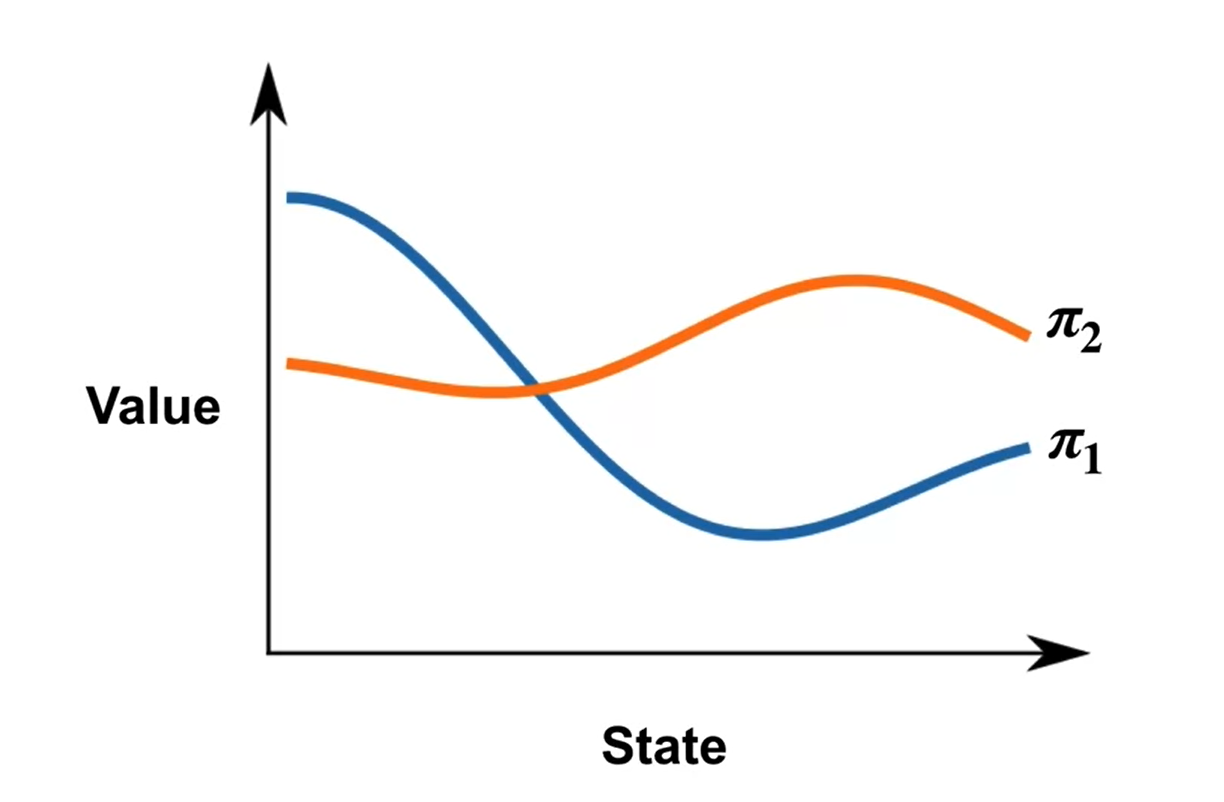 Value
π₂
π₁
State